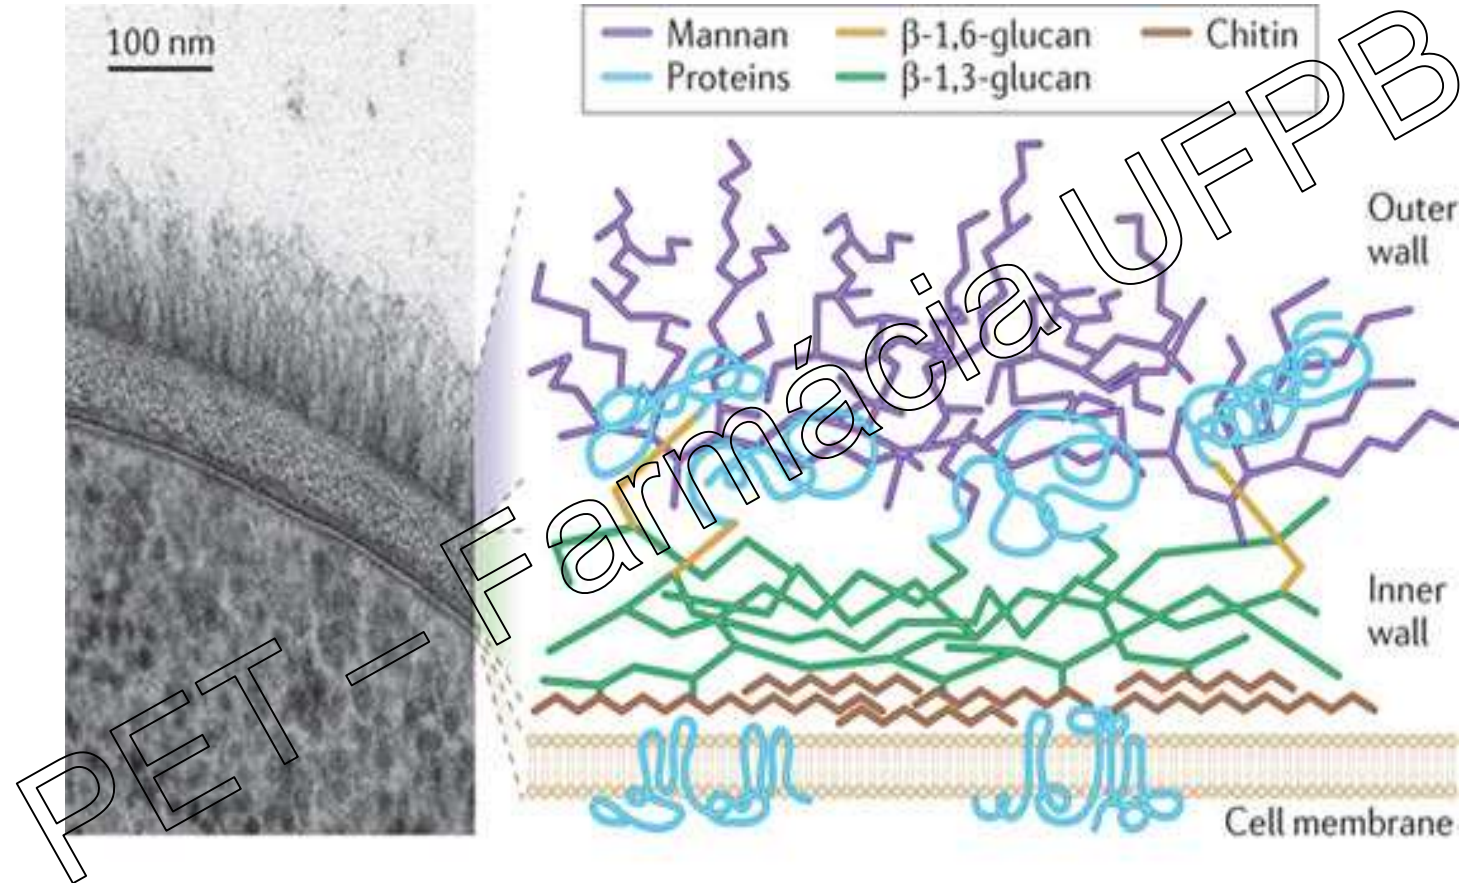 100 nm
Mannan
β-1,6-glucan
Chitin
Proteins
β-1,3-glucan
Outer
wall
Inner
wall
Cell membrane
PET – Farmácia UFPB